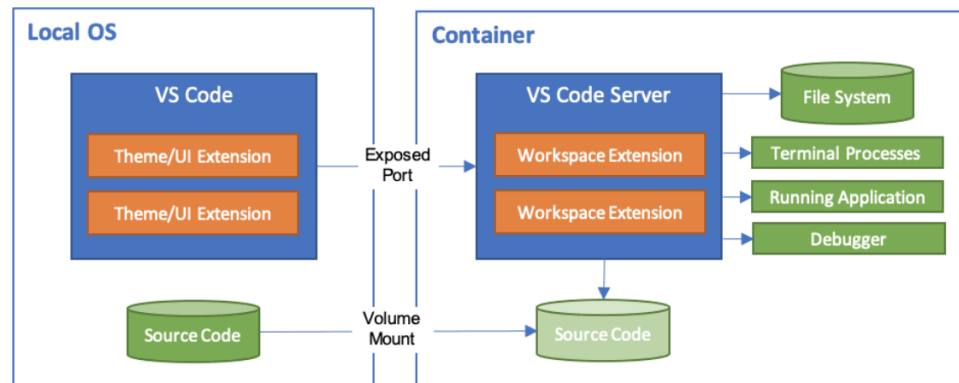 Local OS
VS Code
Theme/UI Extension
Theme/UI Extension
Source Code
Exposed
Port
Volume
Mount
Container
VS Code Server
Workspace Extension
Workspace Extension
Source Code
File System
Terminal Processes
Running Application
Debugger